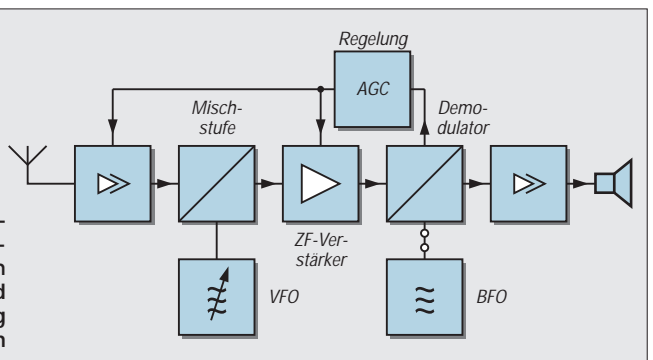 Regelung
AGC
Misch-
stufe
Demo-
dulator
ZF-Ver-
stärker
VFO
BFO